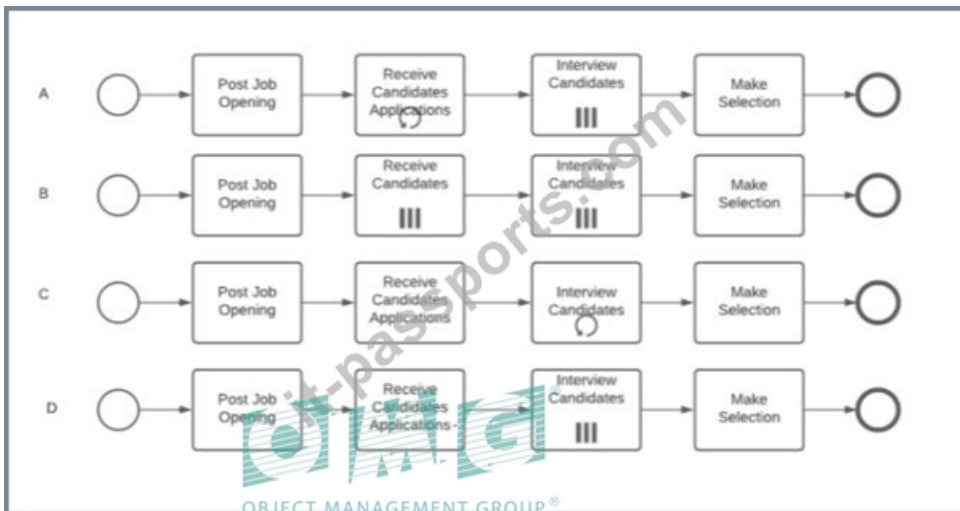 A
Post Job
Opening
Receive
Candidates
Applications
Interview
Candidates
Make
Selection
B
Post Job
Opening
Receive
Candidates
Interview
Candidates
Make
Selection
C
Post Job
Opening
Receive
Candidates
Applications
Interview
Candidates
Make
Selection
D
Post Job
Opening
Receive
Candidates
Applications
Interview
Candidates
Make
Selection
it-passports.com
OMG®
OBJECT MANAGEMENT GROUP®